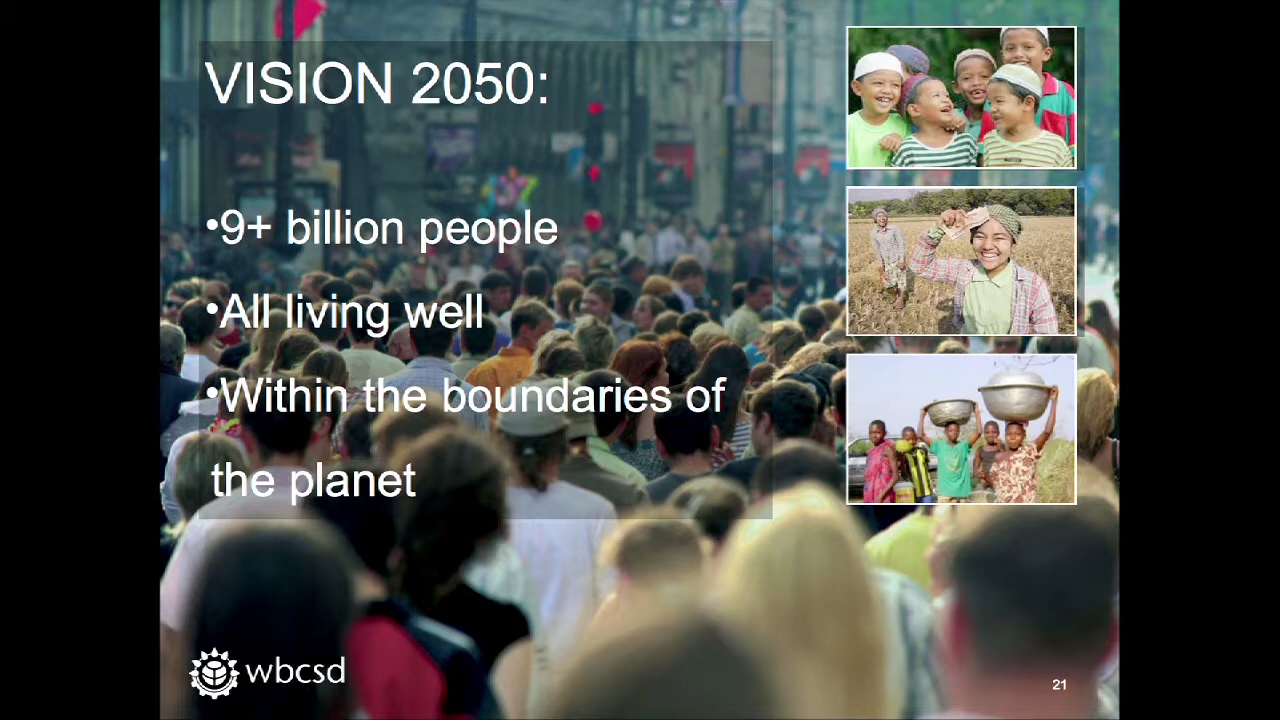 VISION 2050:
•9+ billion people
•All living well
•Within the boundaries of
the planet
wbcsd
21